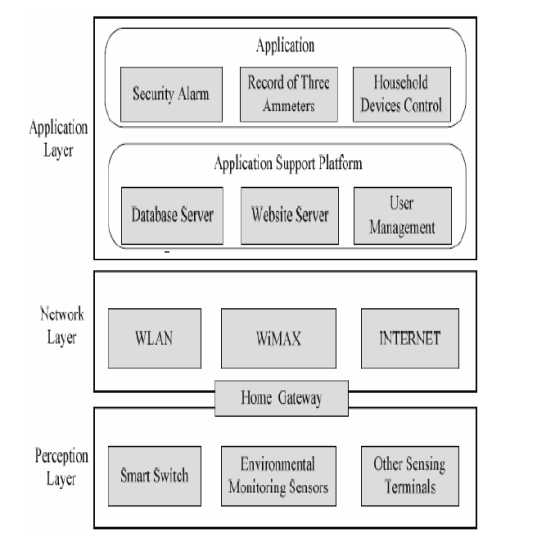 Application
Security Alarm
Record of Three
Ammeters
Household
Devices Control
Application
Layer
Application Support Platform
Database Server
Website Server
User
Management
Network
Layer
WLAN
WiMAX
INTERNET
Home Gateway
Perception
Layer
Smart Switch
Environmental
Monitoring Sensors
Other Sensing
Terminals